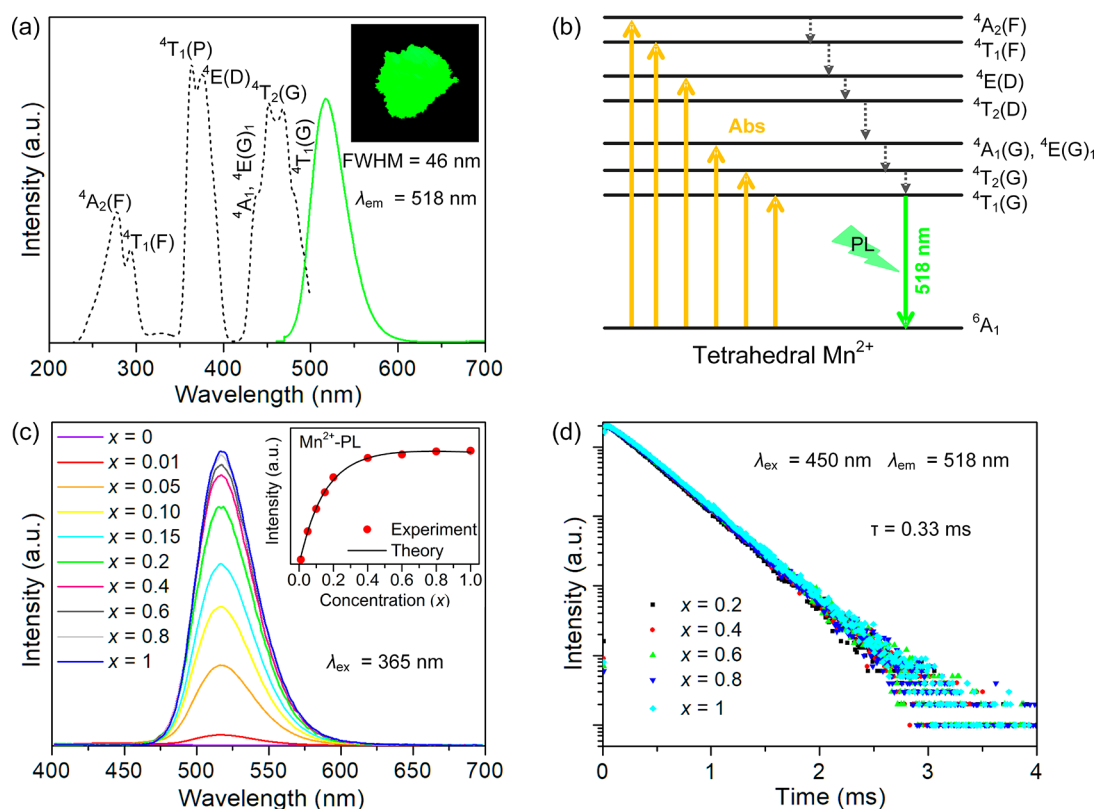 (a)
Intensity (a.u.)
⁴A₂(F)
⁴T₁(F)
⁴T₁(P)
⁴E(D)
⁴A₁, ⁴E(G)₁
⁴T₂(G)
⁴T₁(G)
FWHM = 46 nm
λem = 518 nm
200 300 400 500 600 700
Wavelength (nm)
(b)
⁴A₂(F)
⁴T₁(F)
⁴E(D)
⁴T₂(D)
⁴A₁(G), ⁴E(G)₁
⁴T₂(G)
⁴T₁(G)
Abs
PL
518 nm
⁶A₁
Tetrahedral Mn²⁺
(c)
Intensity (a.u.)
x = 0
x = 0.01
x = 0.05
x = 0.10
x = 0.15
x = 0.2
x = 0.4
x = 0.6
x = 0.8
x = 1
Intensity (a.u.)
Mn²⁺-PL
Experiment
Theory
0.0 0.2 0.4 0.6 0.8 1.0
Concentration (x)
λex = 365 nm
400 450 500 550 600 650 700
Wavelength (nm)
(d)
Intensity (a.u.)
λex = 450 nm λem = 518 nm
τ = 0.33 ms
x = 0.2
x = 0.4
x = 0.6
x = 0.8
x = 1
0 1 2 3 4
Time (ms)